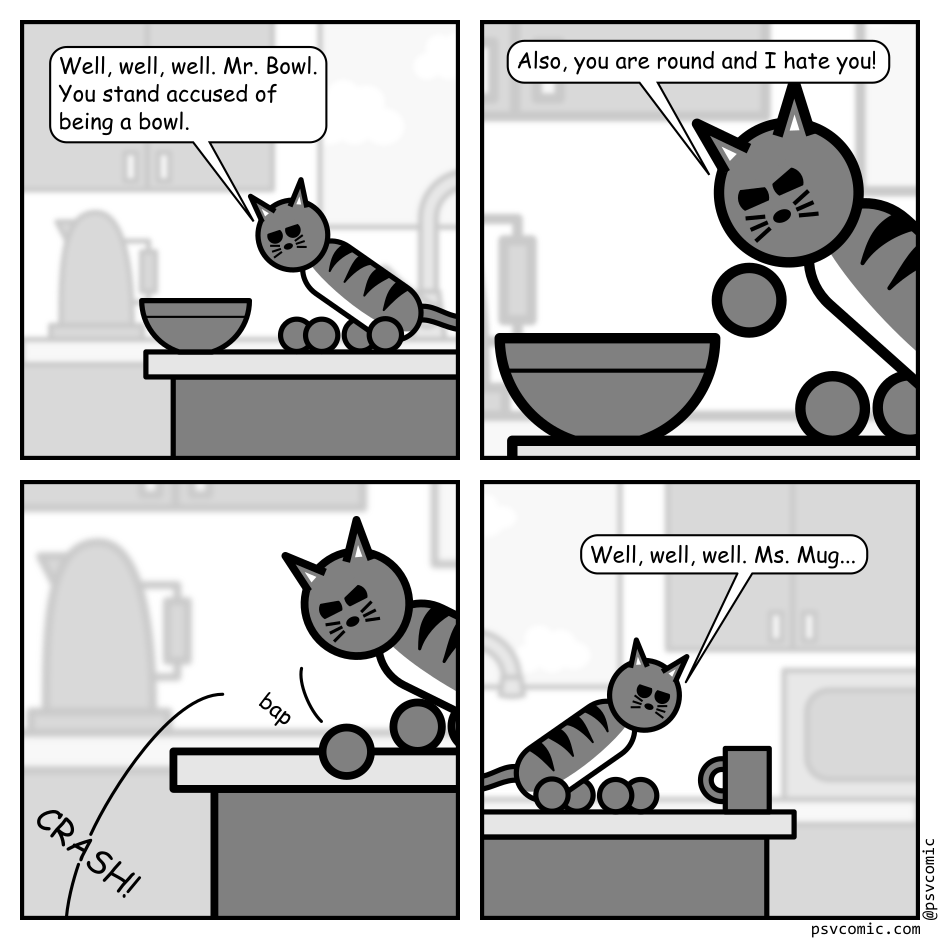 Well, well, well. Mr. Bowl.
You stand accused of
being a bowl.
Also, you are round and I hate you!
bap
CRASH!
Well, well, well. Ms. Mug...
@psvcomic
psvcomic.com